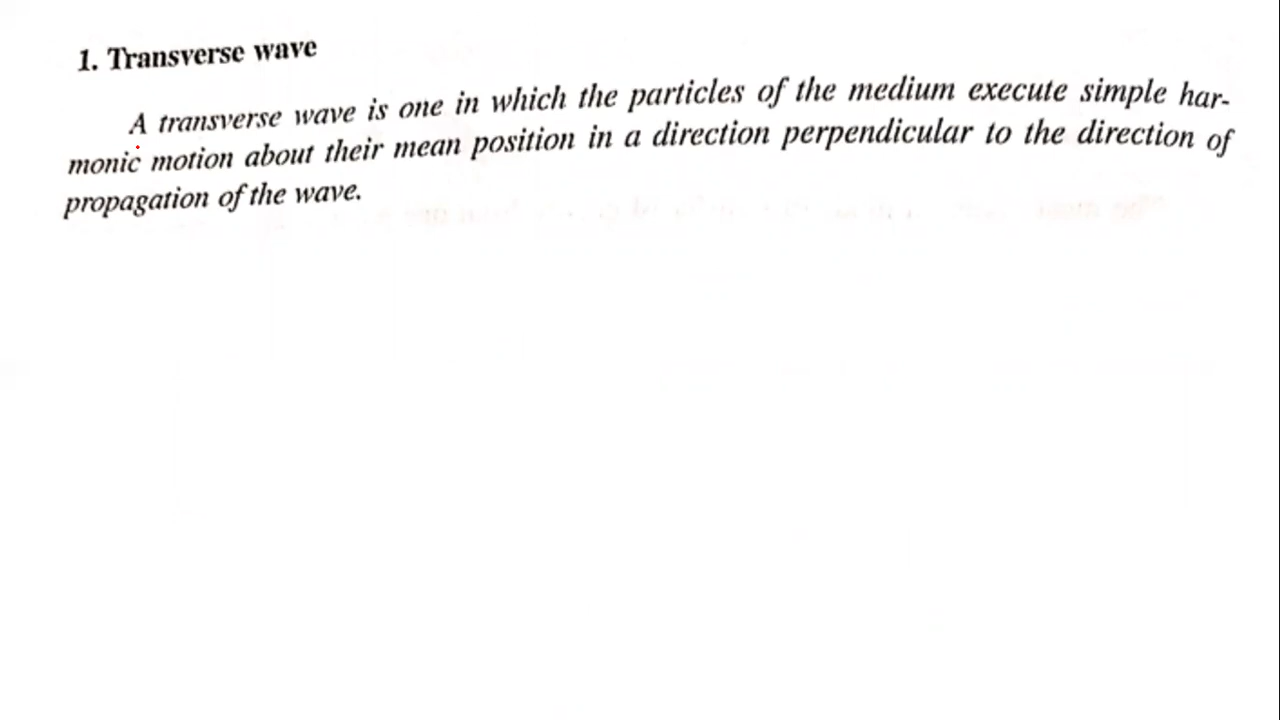 1. Transverse wave
A transverse wave is one in which the particles of the medium execute simple har-
monic motion about their mean position in a direction perpendicular to the direction of
propagation of the wave.